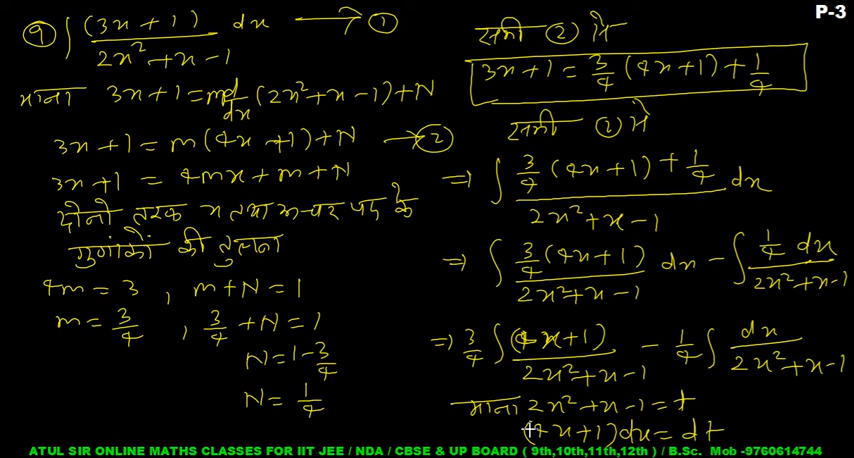 P-3
9) ∫ (3x+1)/(2x²+x-1) dx ⟶ ①
माना 3x+1 = m d/dx (2x²+x-1)+N
3x+1 = m(4x+1)+N ⟶ ②
3x+1 = 4mx+m+N
दोनो तरफ x तथा अचर पद के
गुणांकों की तुलना
4m = 3 , m+N = 1
m = 3/4 , 3/4 + N = 1
N = 1 - 3/4
N = 1/4
समी ② में
3x+1 = 3/4 (4x+1) + 1/4
समी ① में
⇒ ∫ (3/4 (4x+1) + 1/4)/(2x²+x-1) dx
⇒ ∫ (3/4 (4x+1))/(2x²+x-1) dx - ∫ (1/4 dx)/(2x²+x-1)
⇒ 3/4 ∫ (4x+1)/(2x²+x-1) - 1/4 ∫ dx/(2x²+x-1)
माना 2x²+x-1 = t
(4x+1)dx = dt
ATUL SIR ONLINE MATHS CLASSES FOR IIT JEE / NDA / CBSE & UP BOARD ( 9th,10th,11th,12th ) / B.Sc. Mob -9760614744